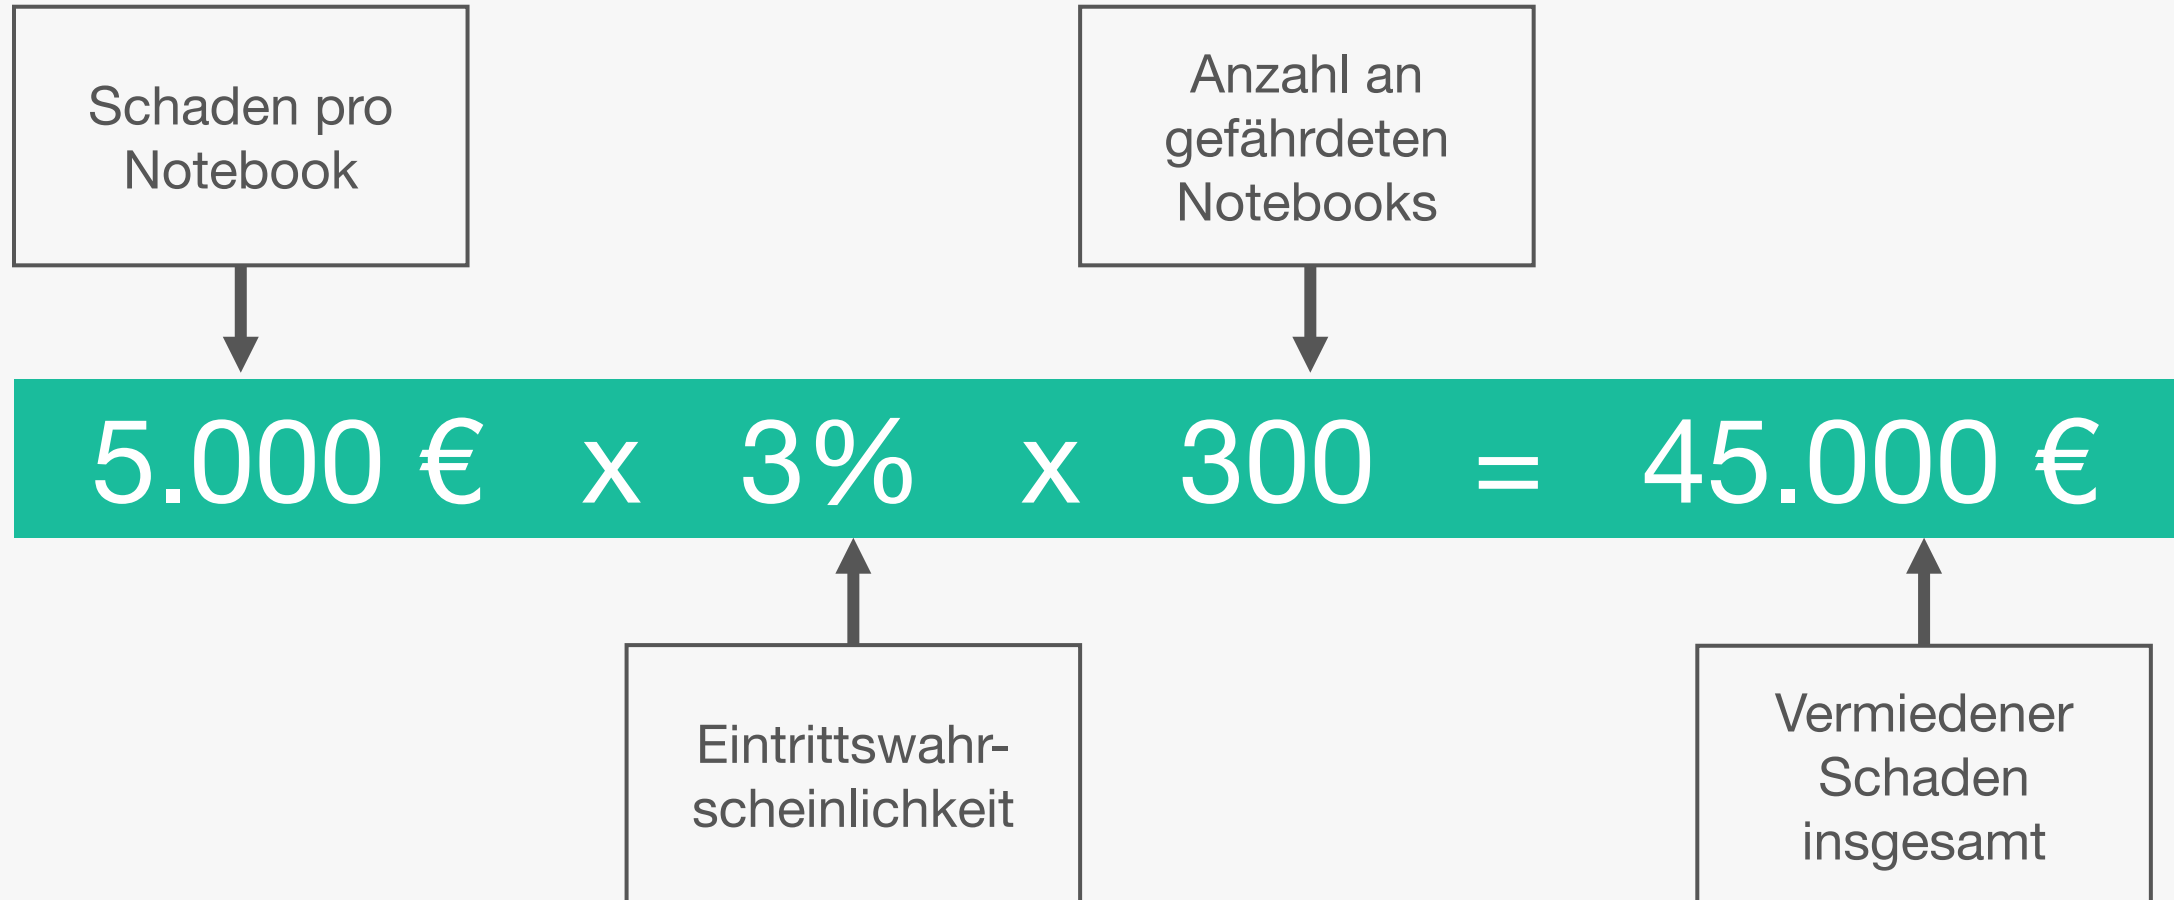 Schaden pro
Notebook
Anzahl an
gefährdeten
Notebooks
5.000 € x 3% x 300 = 45.000 €
Eintrittswahr-
scheinlichkeit
Vermiedener
Schaden
insgesamt